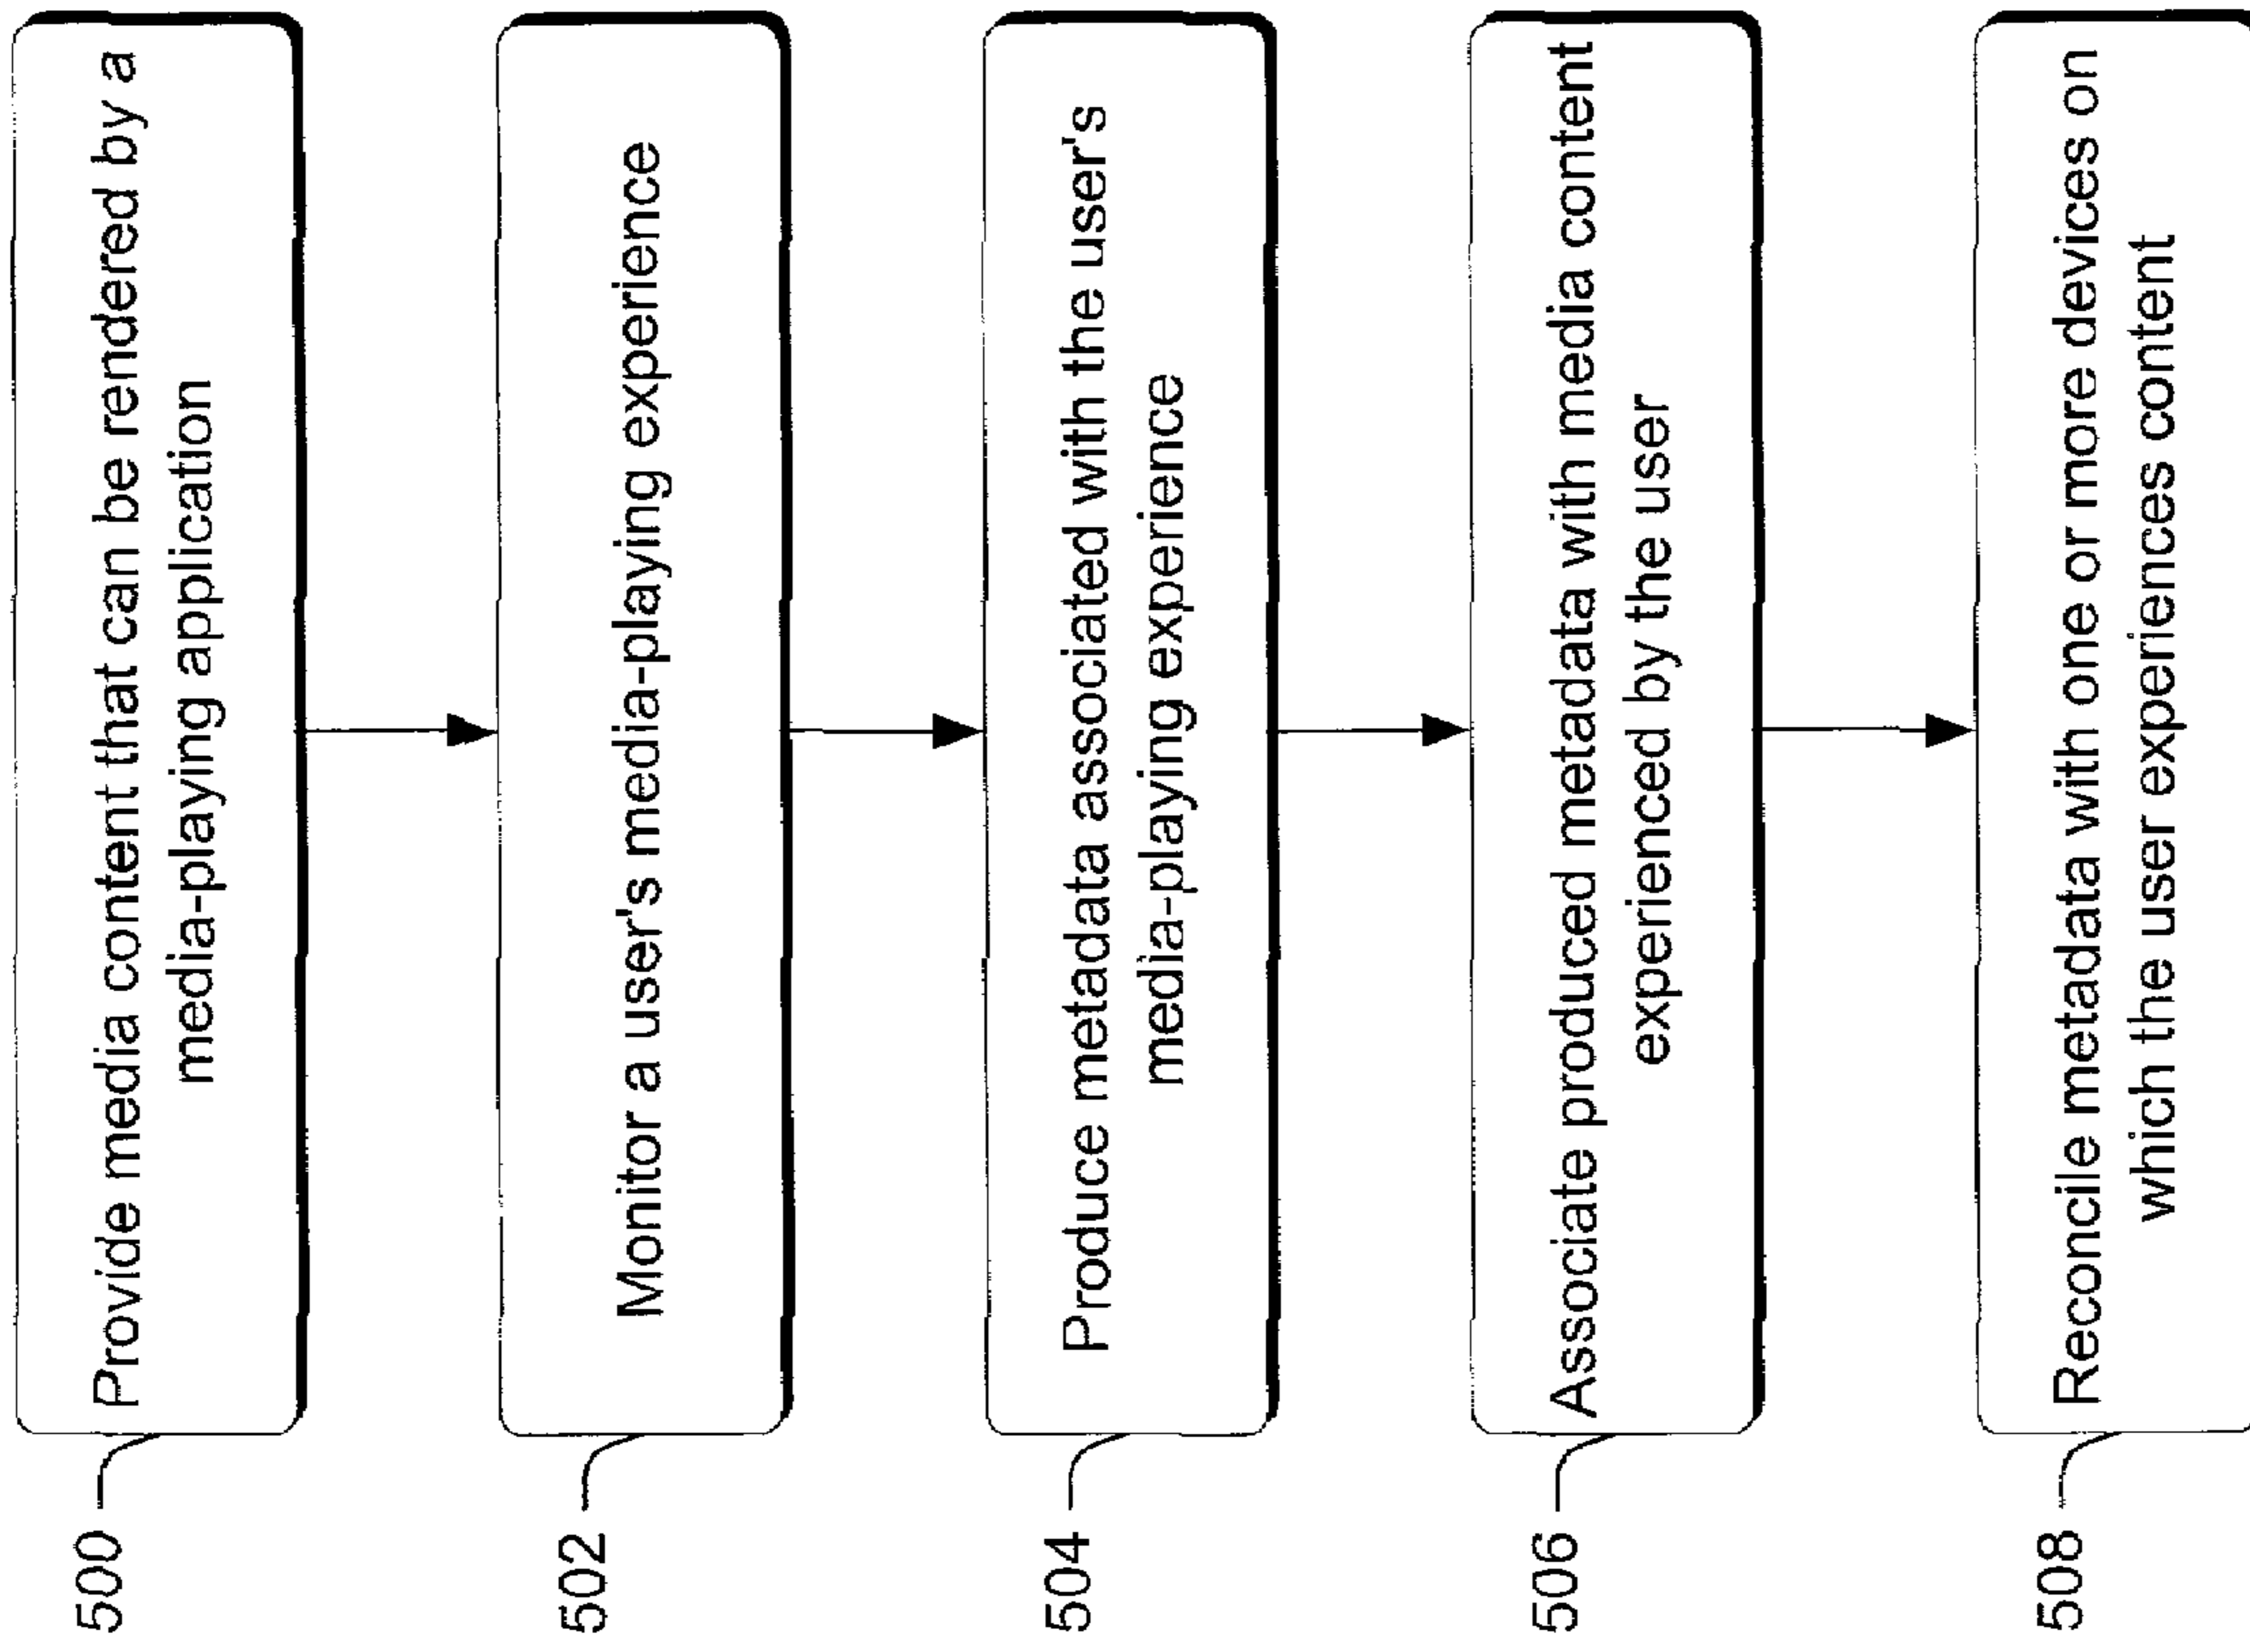 500
Provide media content that can be rendered by a
media-playing application
502
Monitor a user's media-playing experience
504
Produce metadata associated with the user's
media-playing experience
506
Associate produced metadata with media content
experienced by the user
508
Reconcile metadata with one or more devices on
which the user experiences content